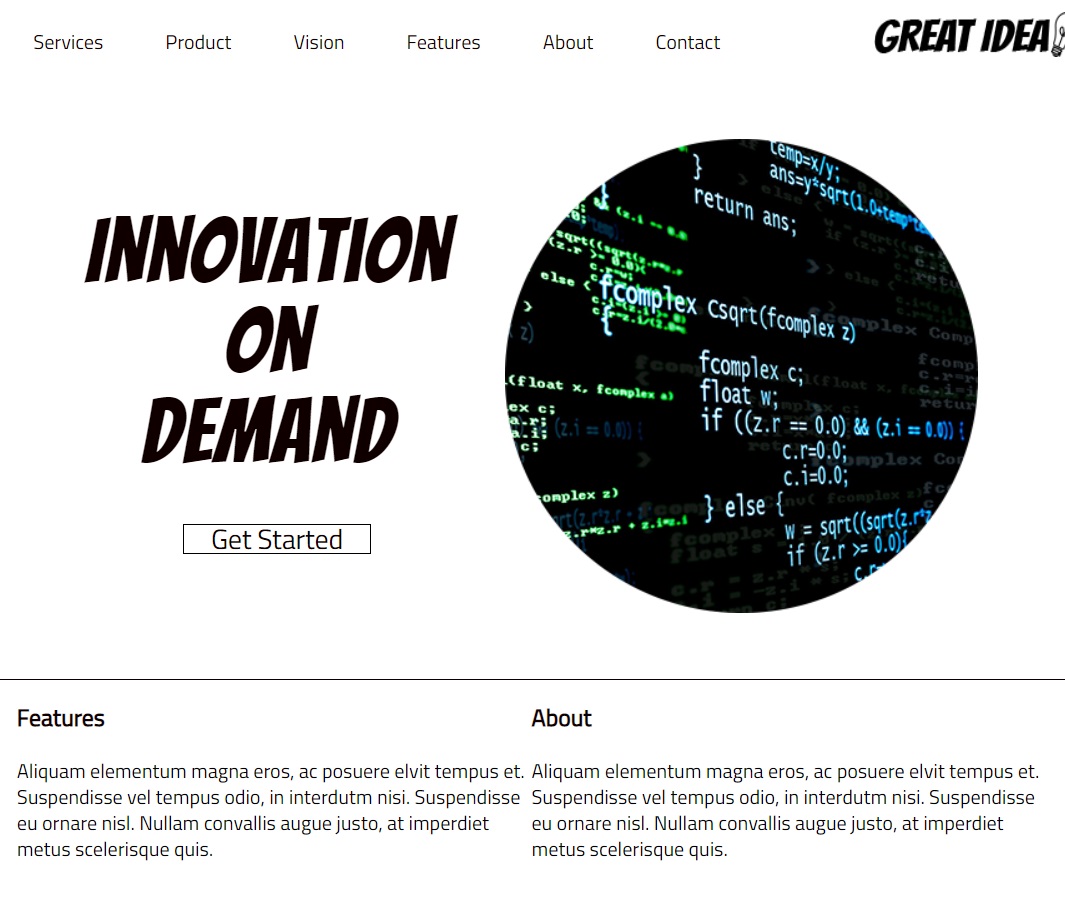 Services Product Vision Features About Contact GREAT IDEA
INNOVATION
ON
DEMAND
Get Started
temp=x/y;
}
return ans;
else {
fcomplex Csqrt(fcomplex z)
{
fcomplex c;
(float x, fcomplex a)
float w;
if ((z.r == 0.0) && (z.i == 0.0)) {
c.r=0.0;
c.i=0.0;
complex z)
} else {
w = sqrt((sqrt(z.r*z
if (z.r >= 0.0){
Features
Aliquam elementum magna eros, ac posuere elvit tempus et.
Suspendisse vel tempus odio, in interdutm nisi. Suspendisse
eu ornare nisl. Nullam convallis augue justo, at imperdiet
metus scelerisque quis.
About
Aliquam elementum magna eros, ac posuere elvit tempus et.
Suspendisse vel tempus odio, in interdutm nisi. Suspendisse
eu ornare nisl. Nullam convallis augue justo, at imperdiet
metus scelerisque quis.